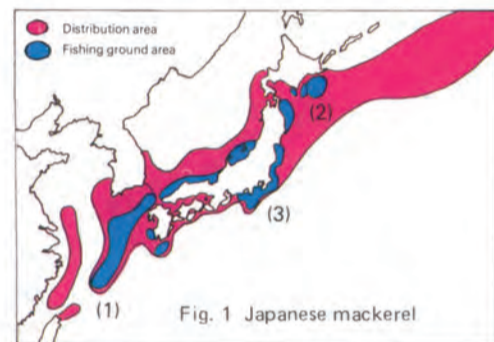 Distribution area
Fishing ground area
(2)
(3)
(1)
Fig. 1 Japanese mackerel